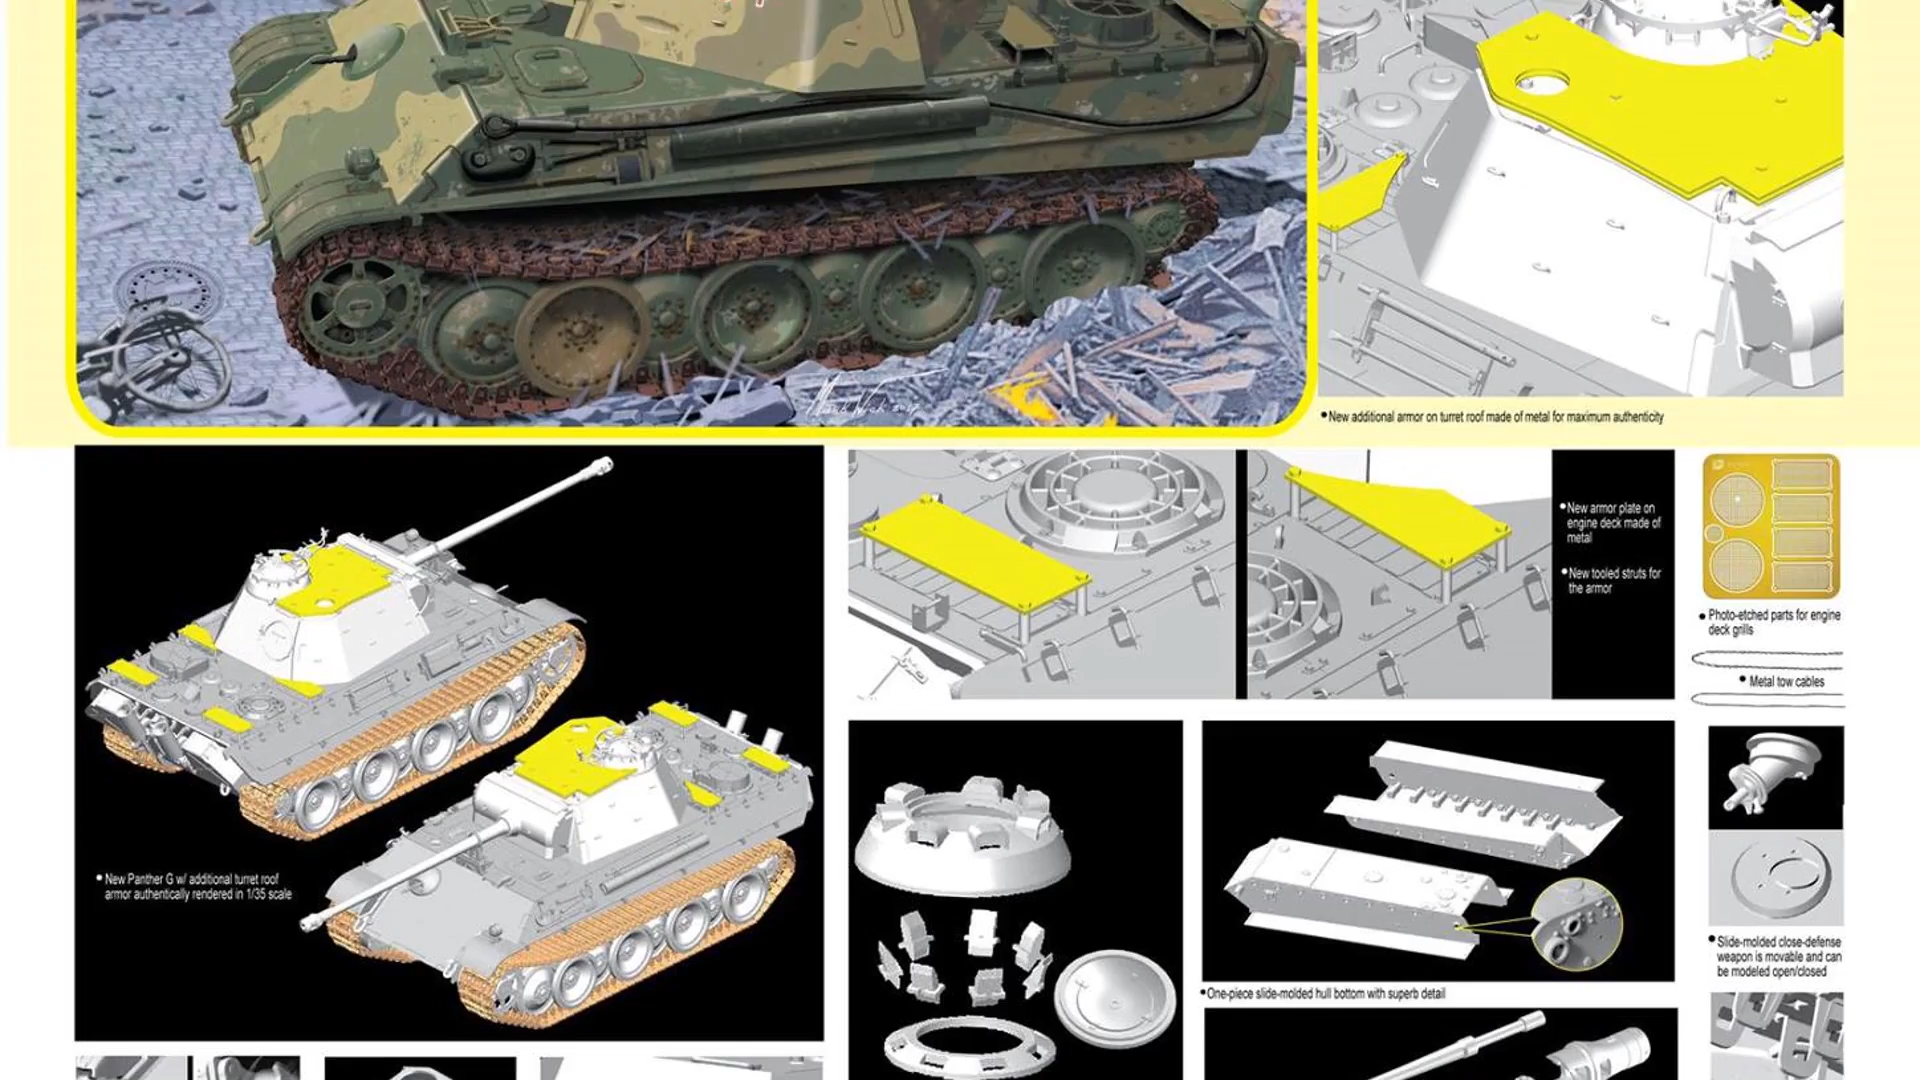 •New additional armor on turret roof made of metal for maximum authenticity
•New armor plate on
engine deck made of
metal
•New tooled struts for
the armor
• Photo-etched parts for engine
deck grills
• Metal tow cables
•New Panther G w/ additional turret roof
armor authentically rendered in 1/35 scale
•One-piece slide-molded hull bottom with superb detail
•Slide-molded close-defense
weapon is movable and can
be modeled open/closed